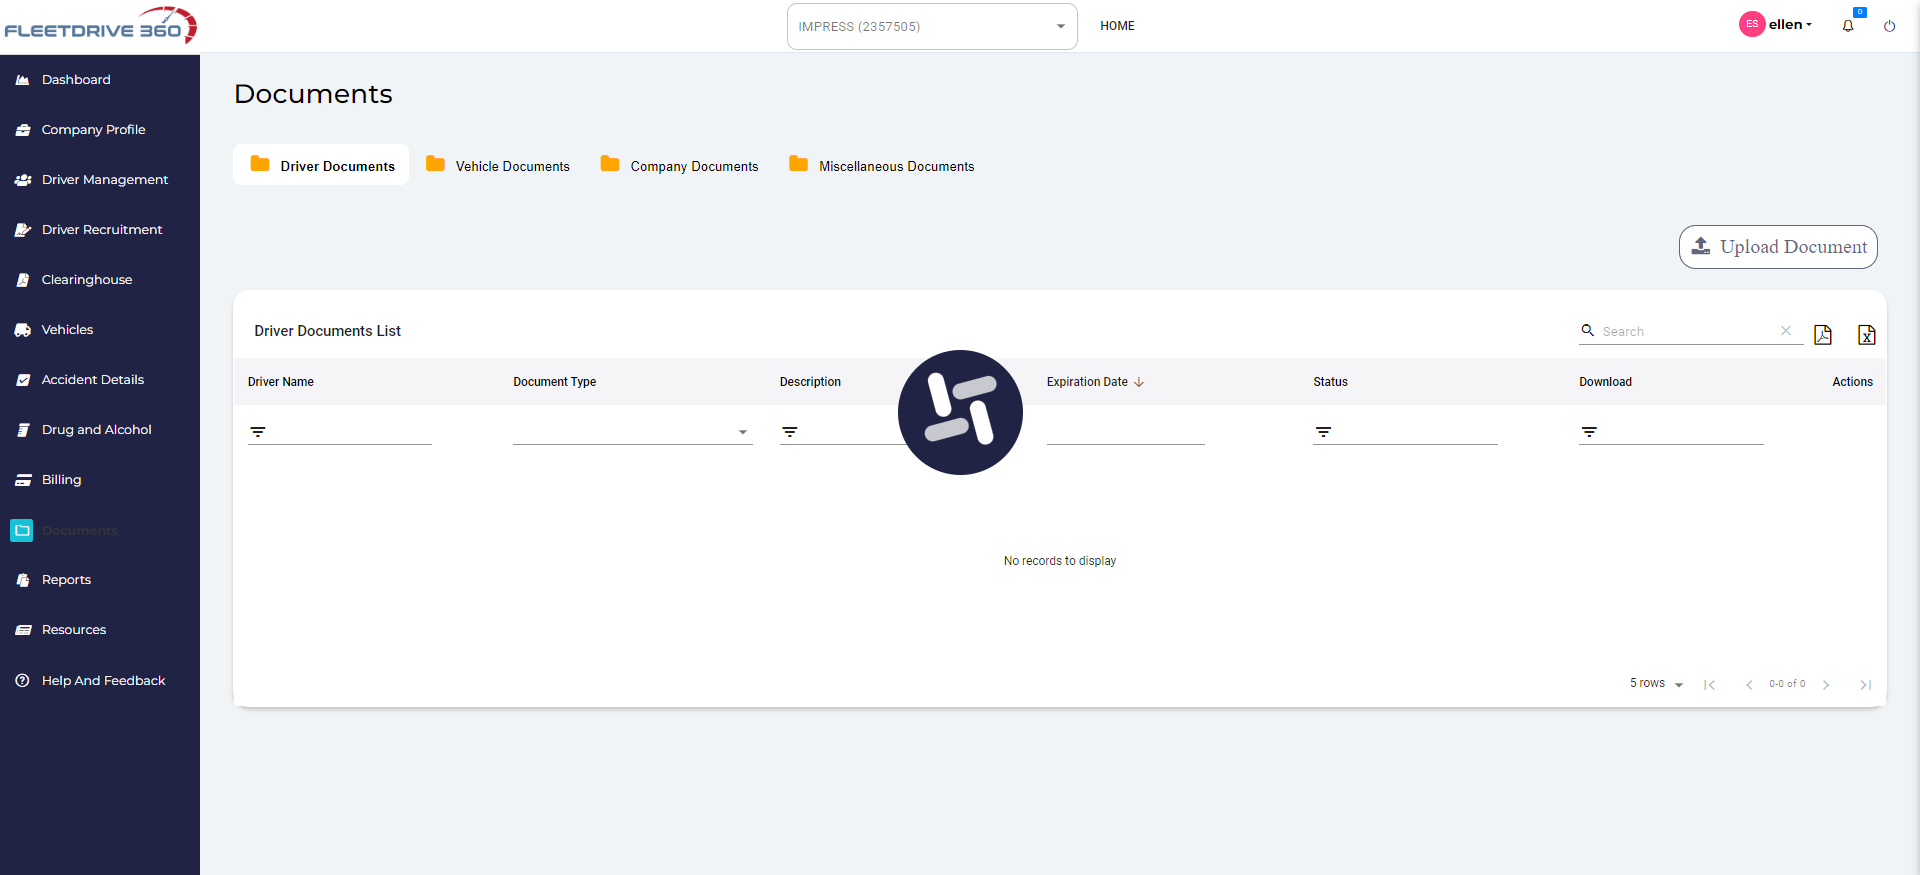 FLEETDRIVE 360
IMPRESS (2357505)
HOME
ES
ellen
0
Dashboard
Company Profile
Driver Management
Driver Recruitment
Clearinghouse
Vehicles
Accident Details
Drug and Alcohol
Billing
Documents
Reports
Resources
Help And Feedback
Documents
Driver Documents
Vehicle Documents
Company Documents
Miscellaneous Documents
Upload Document
Driver Documents List
Search
Driver Name
Document Type
Description
Expiration Date
Status
Download
Actions
No records to display
5 rows
0-0 of 0